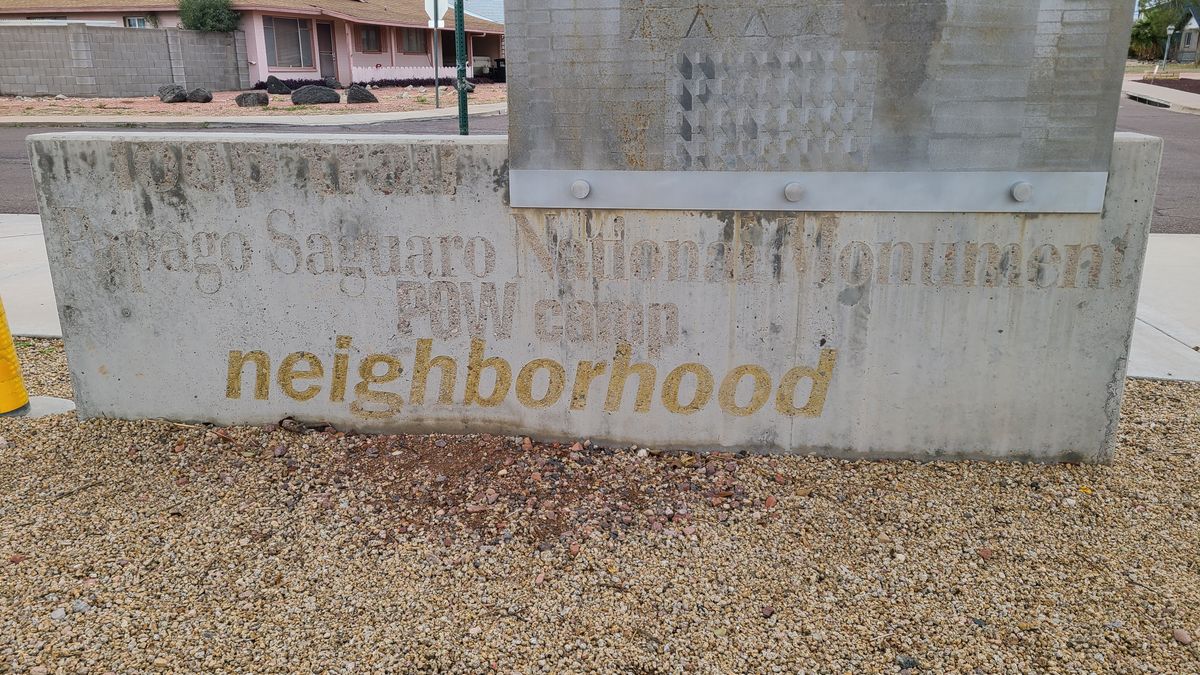 Papago Saguaro National Monument
POW camp
neighborhood